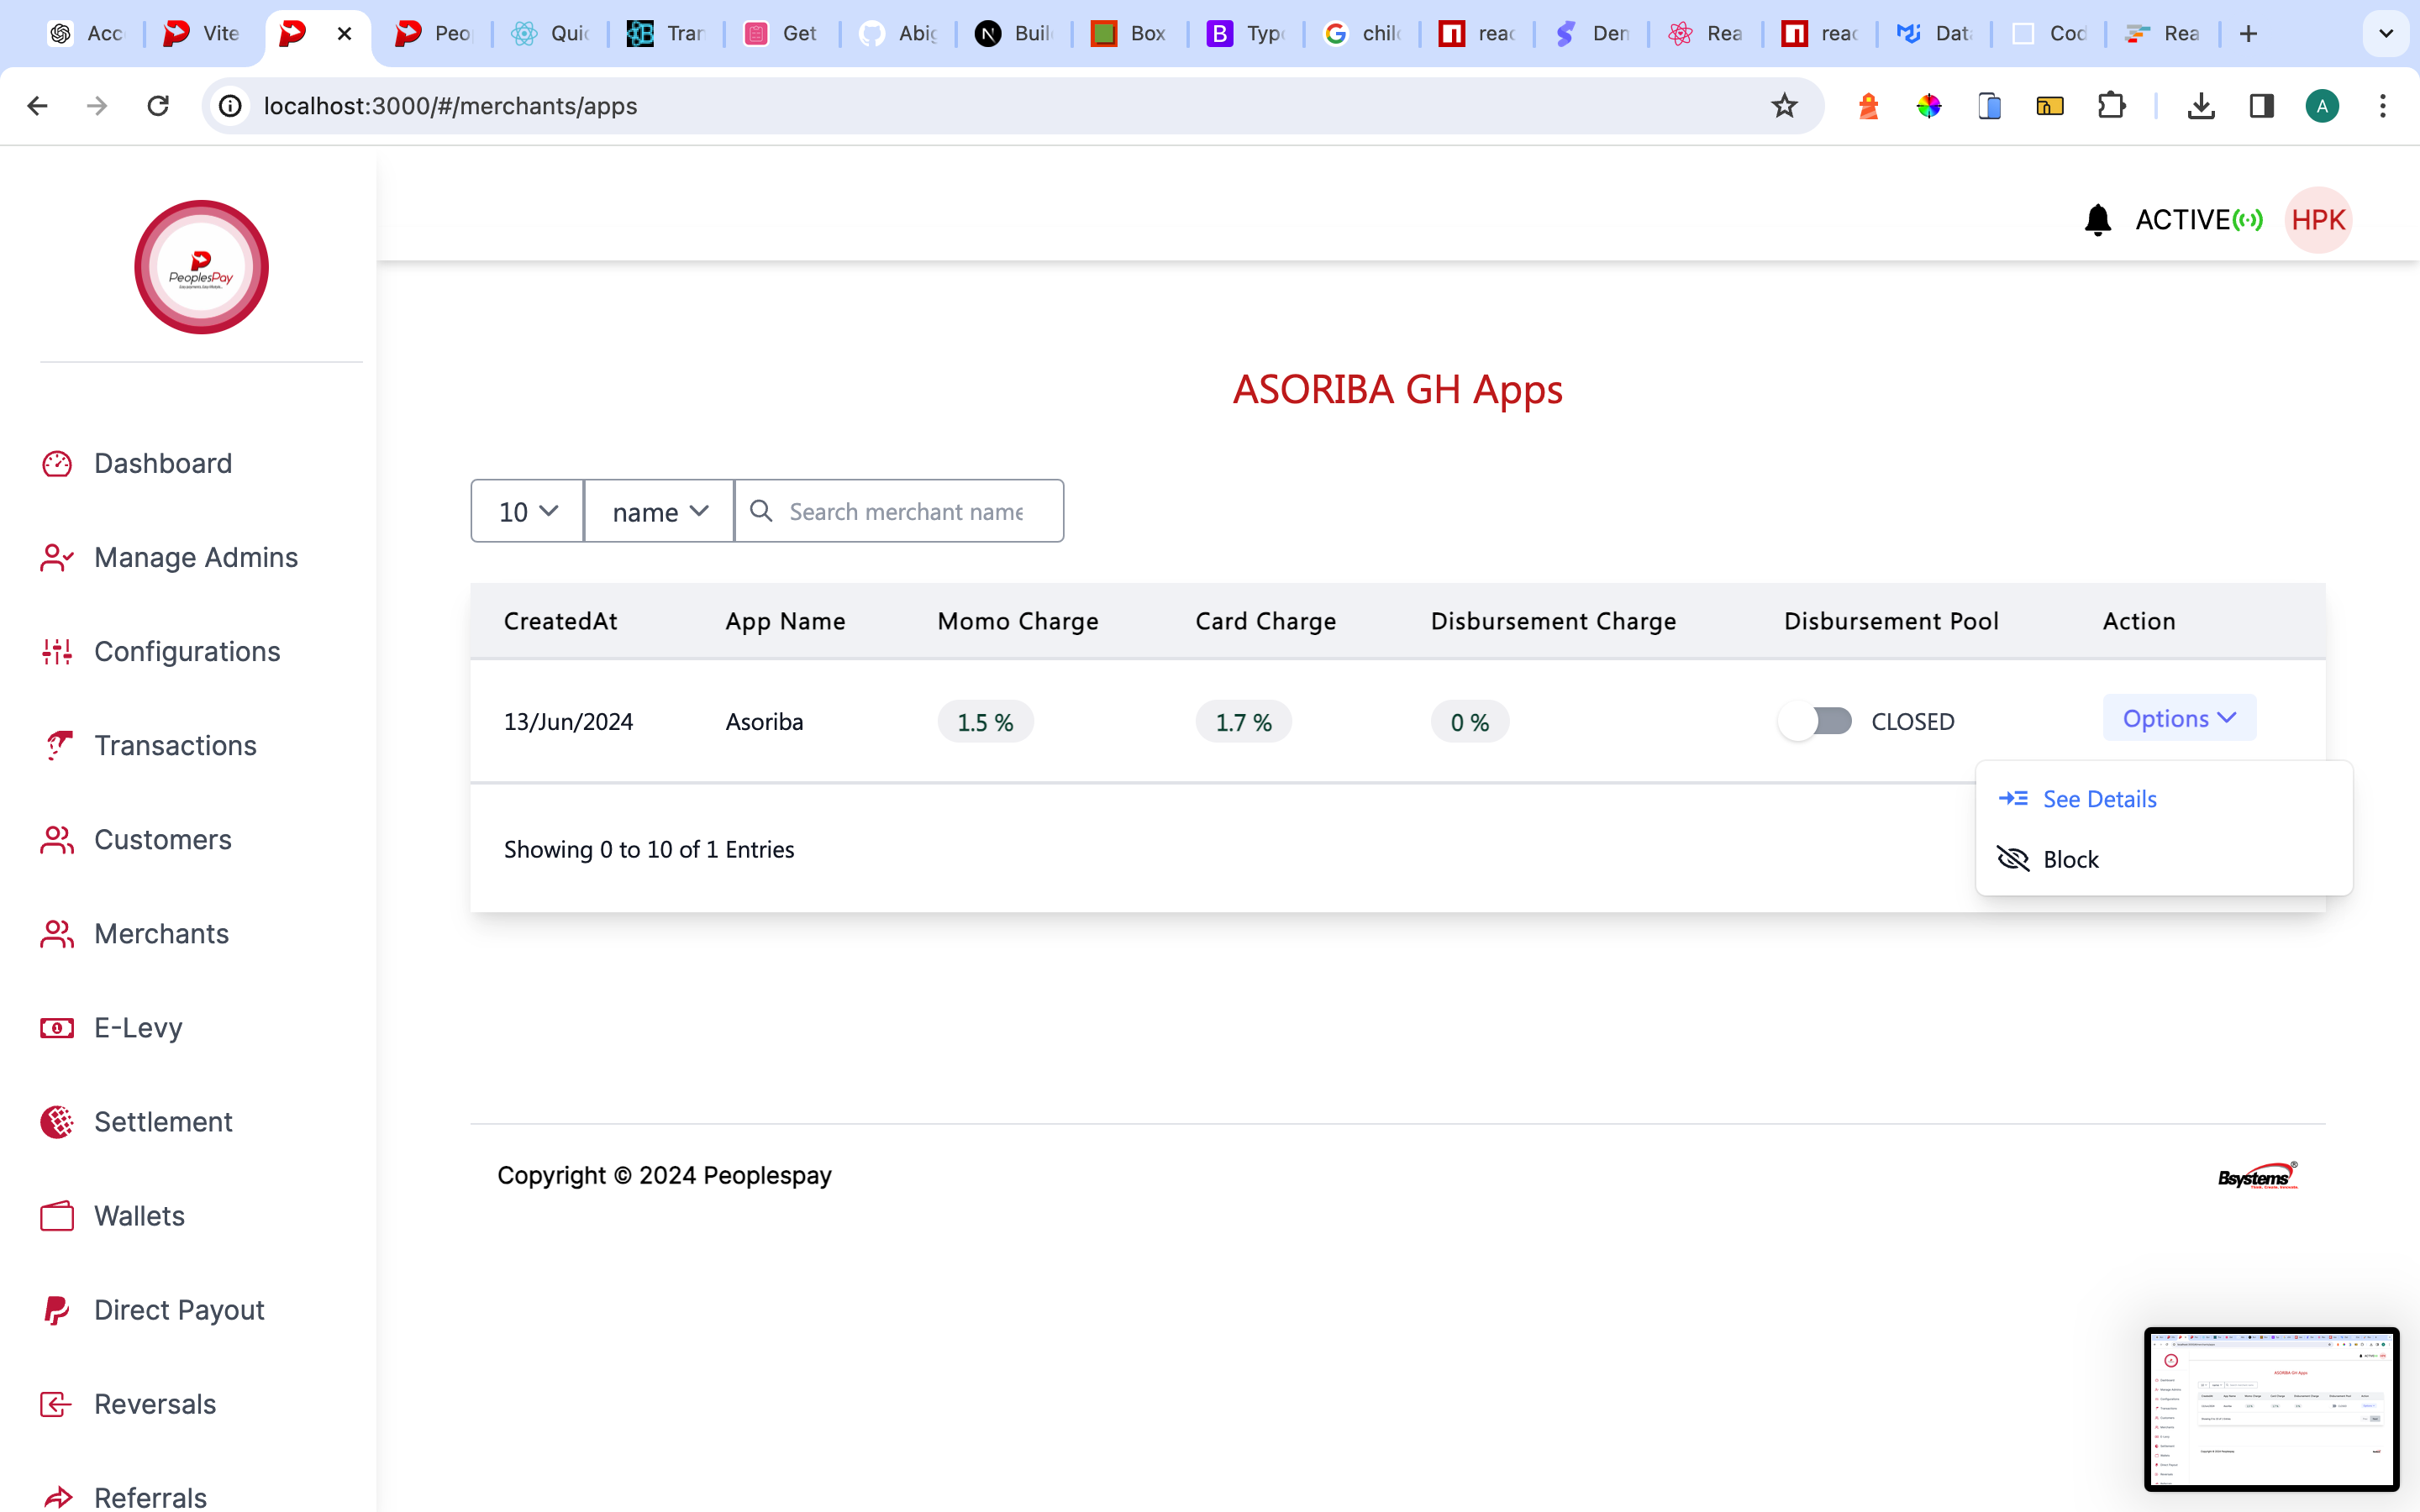 Acc
Vite
Peo
Quic
Tran
Get
Abig
Buil
Box
Typo
chil
reac
Den
Rea
reac
Data
Cod
Rea
localhost:3000/#/merchants/apps
A
ACTIVE
HPK
PeoplesPay
ASORIBA GH Apps
Dashboard
Manage Admins
Configurations
Transactions
Customers
Merchants
E-Levy
Settlement
Wallets
Direct Payout
Reversals
Referrals
10 name Search merchant name
CreatedAt App Name Momo Charge Card Charge Disbursement Charge Disbursement Pool Action
13/Jun/2024 Asoriba 1.5 % 1.7 % 0 % CLOSED Options
See Details
Block
Showing 0 to 10 of 1 Entries
Copyright © 2024 Peoplespay
Bsystems®